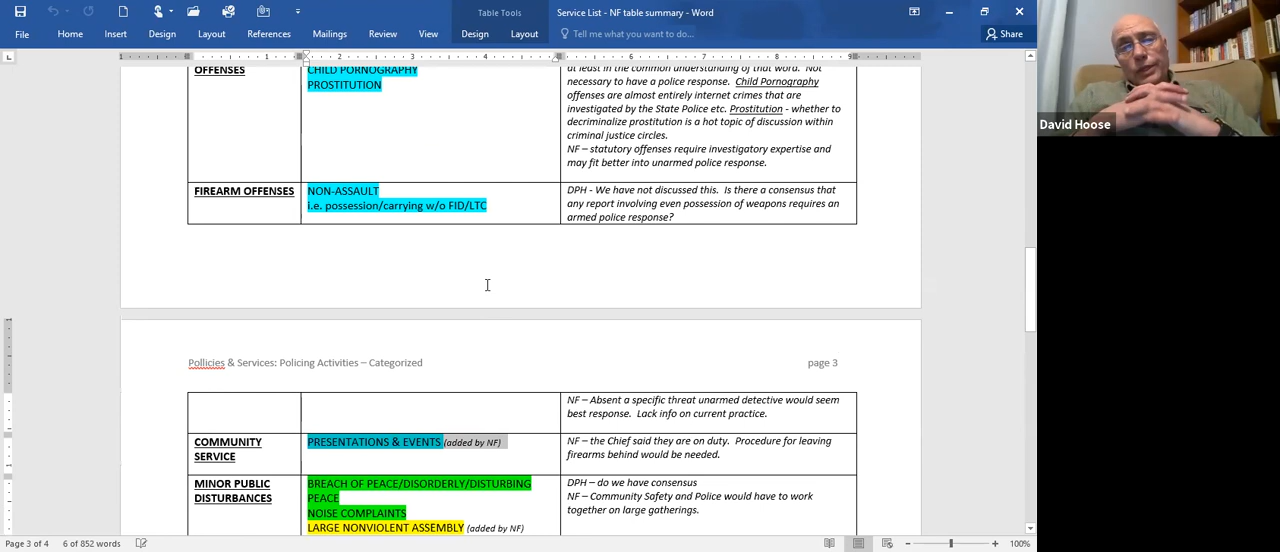 Table Tools
Service List - NF table summary - Word
File Home Insert Design Layout References Mailings Review View Design Layout Tell me what you want to do... Share
OFFENSES
CHILD PORNOGRAPHY
PROSTITUTION
at least in the common understanding of that word. Not
necessary to have a police response. Child Pornography
offenses are almost entirely internet crimes that are
investigated by the State Police etc. Prostitution - whether to
decriminalize prostitution is a hot topic of discussion within
criminal justice circles.
NF – statutory offenses require investigatory expertise and
may fit better into unarmed police response.
FIREARM OFFENSES
NON-ASSAULT
i.e. possession/carrying w/o FID/LTC
DPH - We have not discussed this. Is there a consensus that
any report involving even possession of weapons requires an
armed police response?
Pollicies & Services: Policing Activities – Categorized
page 3
NF – Absent a specific threat unarmed detective would seem
best response. Lack info on current practice.
COMMUNITY
SERVICE
PRESENTATIONS & EVENTS (added by NF)
NF – the Chief said they are on duty. Procedure for leaving
firearms behind would be needed.
MINOR PUBLIC
DISTURBANCES
BREACH OF PEACE/DISORDERLY/DISTURBING
PEACE
NOISE COMPLAINTS
LARGE NONVIOLENT ASSEMBLY (added by NF)
DPH – do we have consensus
NF – Community Safety and Police would have to work
together on large gatherings.
Page 3 of 4 6 of 852 words
100%
David Hoose